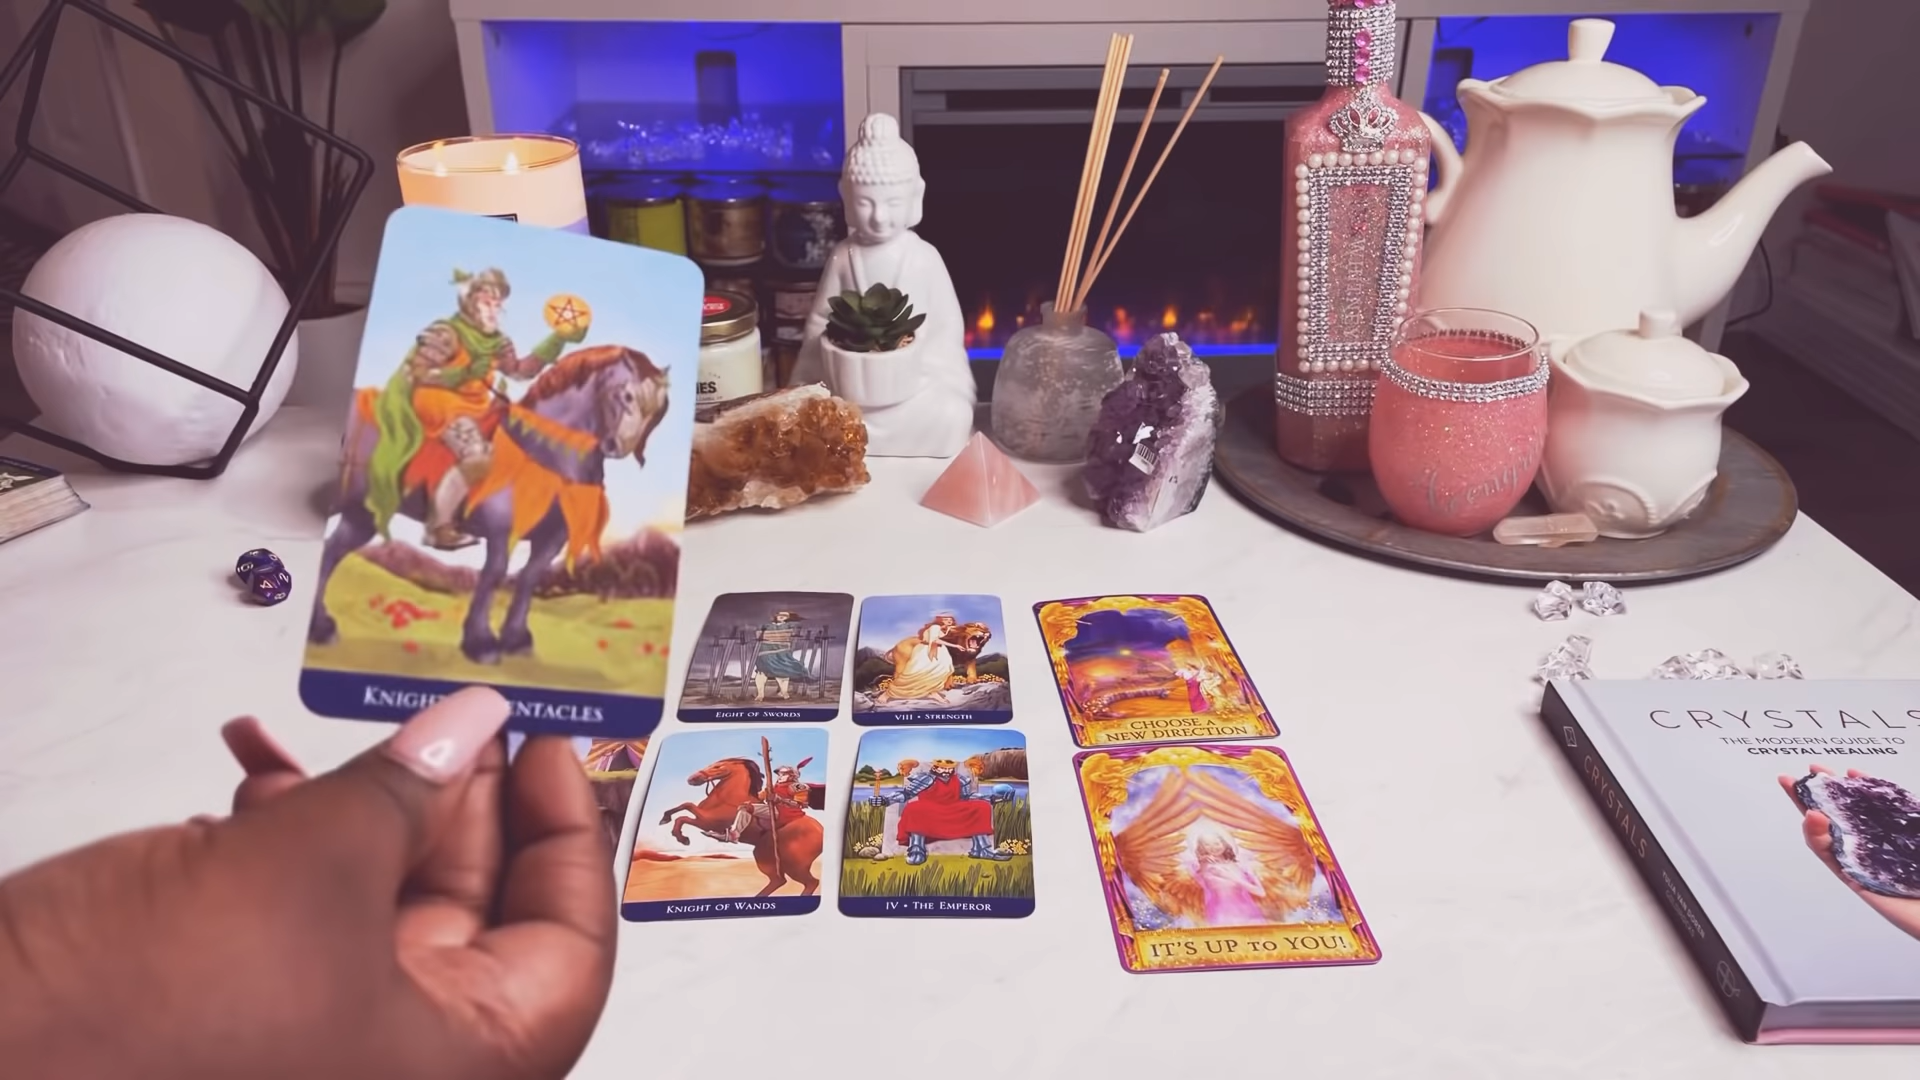 KNIGHT
ENTACLES
EIGHT OF SWORDS
VIII • STRENGTH
KNIGHT OF WANDS
IV • THE EMPEROR
CHOOSE A
NEW DIRECTION
IT'S UP TO YOU!
CRYSTALS
THE MODERN GUIDE TO
CRYSTAL HEALING
CRYSTALS